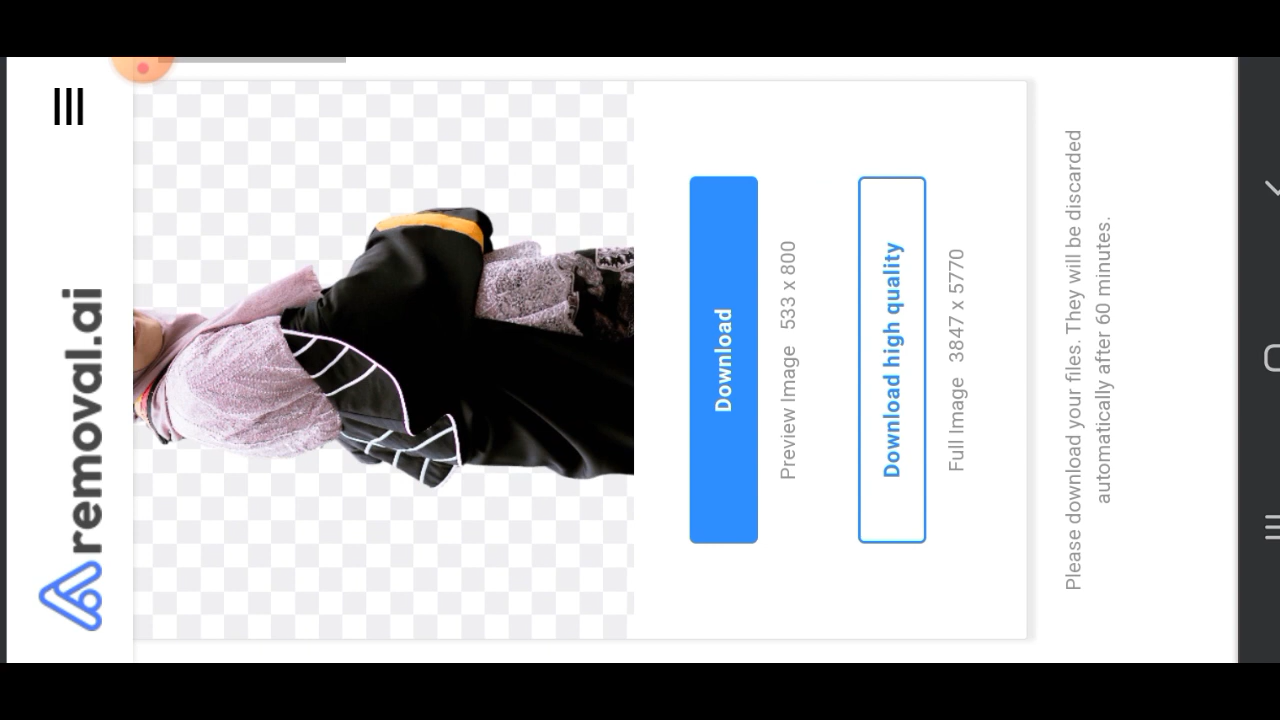 removal.ai
Download
Preview Image 533 x 800
Download high quality
Full Image 3847 x 5770
Please download your files. They will be discarded
automatically after 60 minutes.